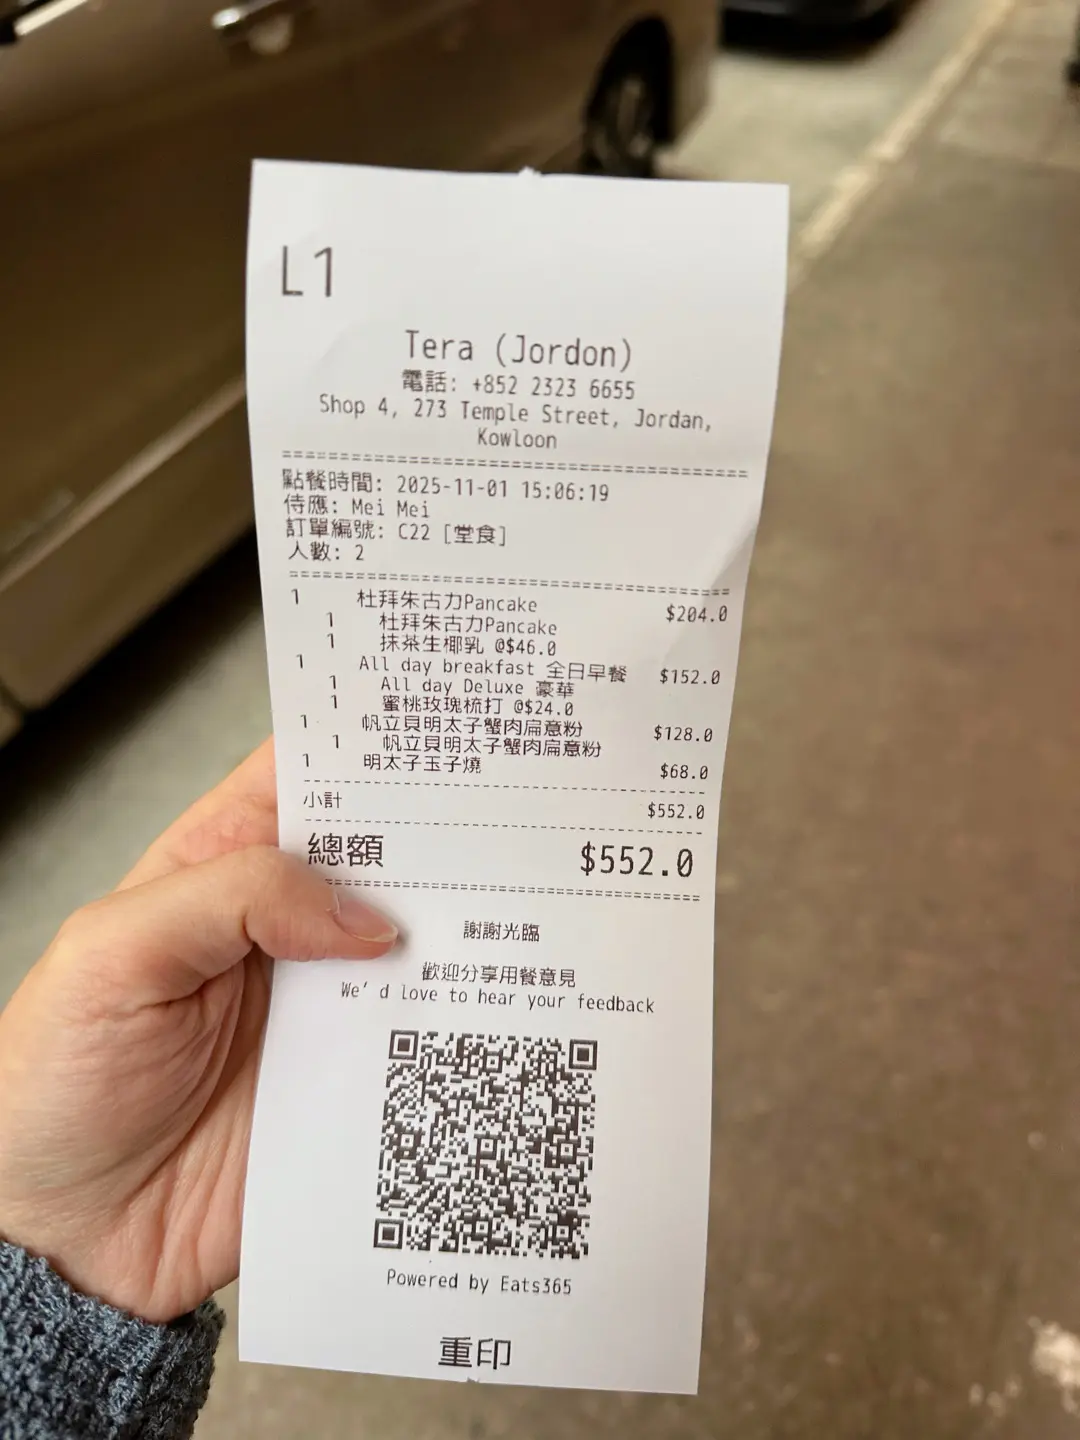 L1
Tera (Jordon)
電話: +852 2323 6655
Shop 4, 273 Temple Street, Jordan,
Kowloon
點餐時間: 2025-11-01 15:06:19
侍應: Mei Mei
訂單編號: C22 [堂食]
人數: 2
1 杜拜朱古力Pancake $204.0
1 杜拜朱古力Pancake
1 抹茶生椰乳 @$46.0
1 All day breakfast 全日早餐 $152.0
1 All day Deluxe 豪華
1 蜜桃玫瑰梳打 @$24.0
1 帆立貝明太子蟹肉扁意粉 $128.0
1 帆立貝明太子蟹肉扁意粉
1 明太子玉子燒 $68.0
小計 $552.0
總額 $552.0
謝謝光臨
歡迎分享用餐意見
We'd love to hear your feedback
Powered by Eats365
重印